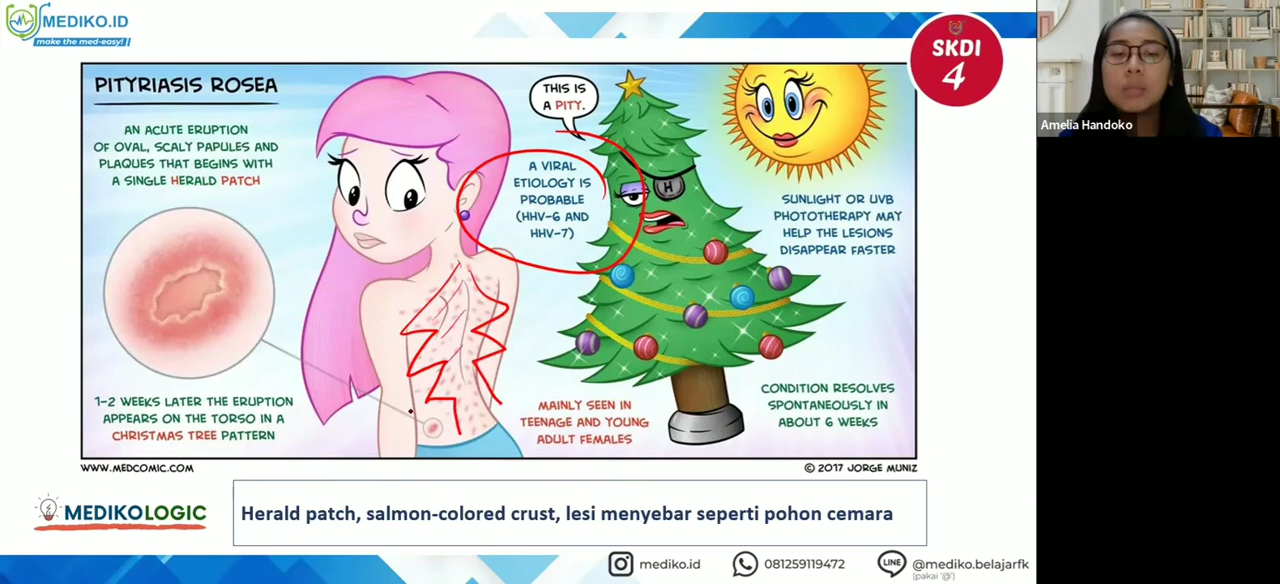 MEDIKO.ID
make the med-easy!
SKDI
4
Amelia Handoko
PITYRIASIS ROSEA
AN ACUTE ERUPTION
OF OVAL, SCALY PAPULES AND
PLAQUES THAT BEGINS WITH
A SINGLE HERALD PATCH
THIS IS
A PITY.
A VIRAL
ETIOLOGY IS
PROBABLE
(HHV-6 AND
HHV-7)
H
SUNLIGHT OR UVB
PHOTOTHERAPY MAY
HELP THE LESIONS
DISAPPEAR FASTER
1-2 WEEKS LATER THE ERUPTION
APPEARS ON THE TORSO IN A
CHRISTMAS TREE PATTERN
MAINLY SEEN IN
TEENAGE AND YOUNG
ADULT FEMALES
CONDITION RESOLVES
SPONTANEOUSLY IN
ABOUT 6 WEEKS
WWW.MEDCOMIC.COM
© 2017 JORGE MUNIZ
MEDIKOLOGIC
Herald patch, salmon-colored crust, lesi menyebar seperti pohon cemara
mediko.id
081259119472
LINE
@mediko.belajarfk
(pakai '@')